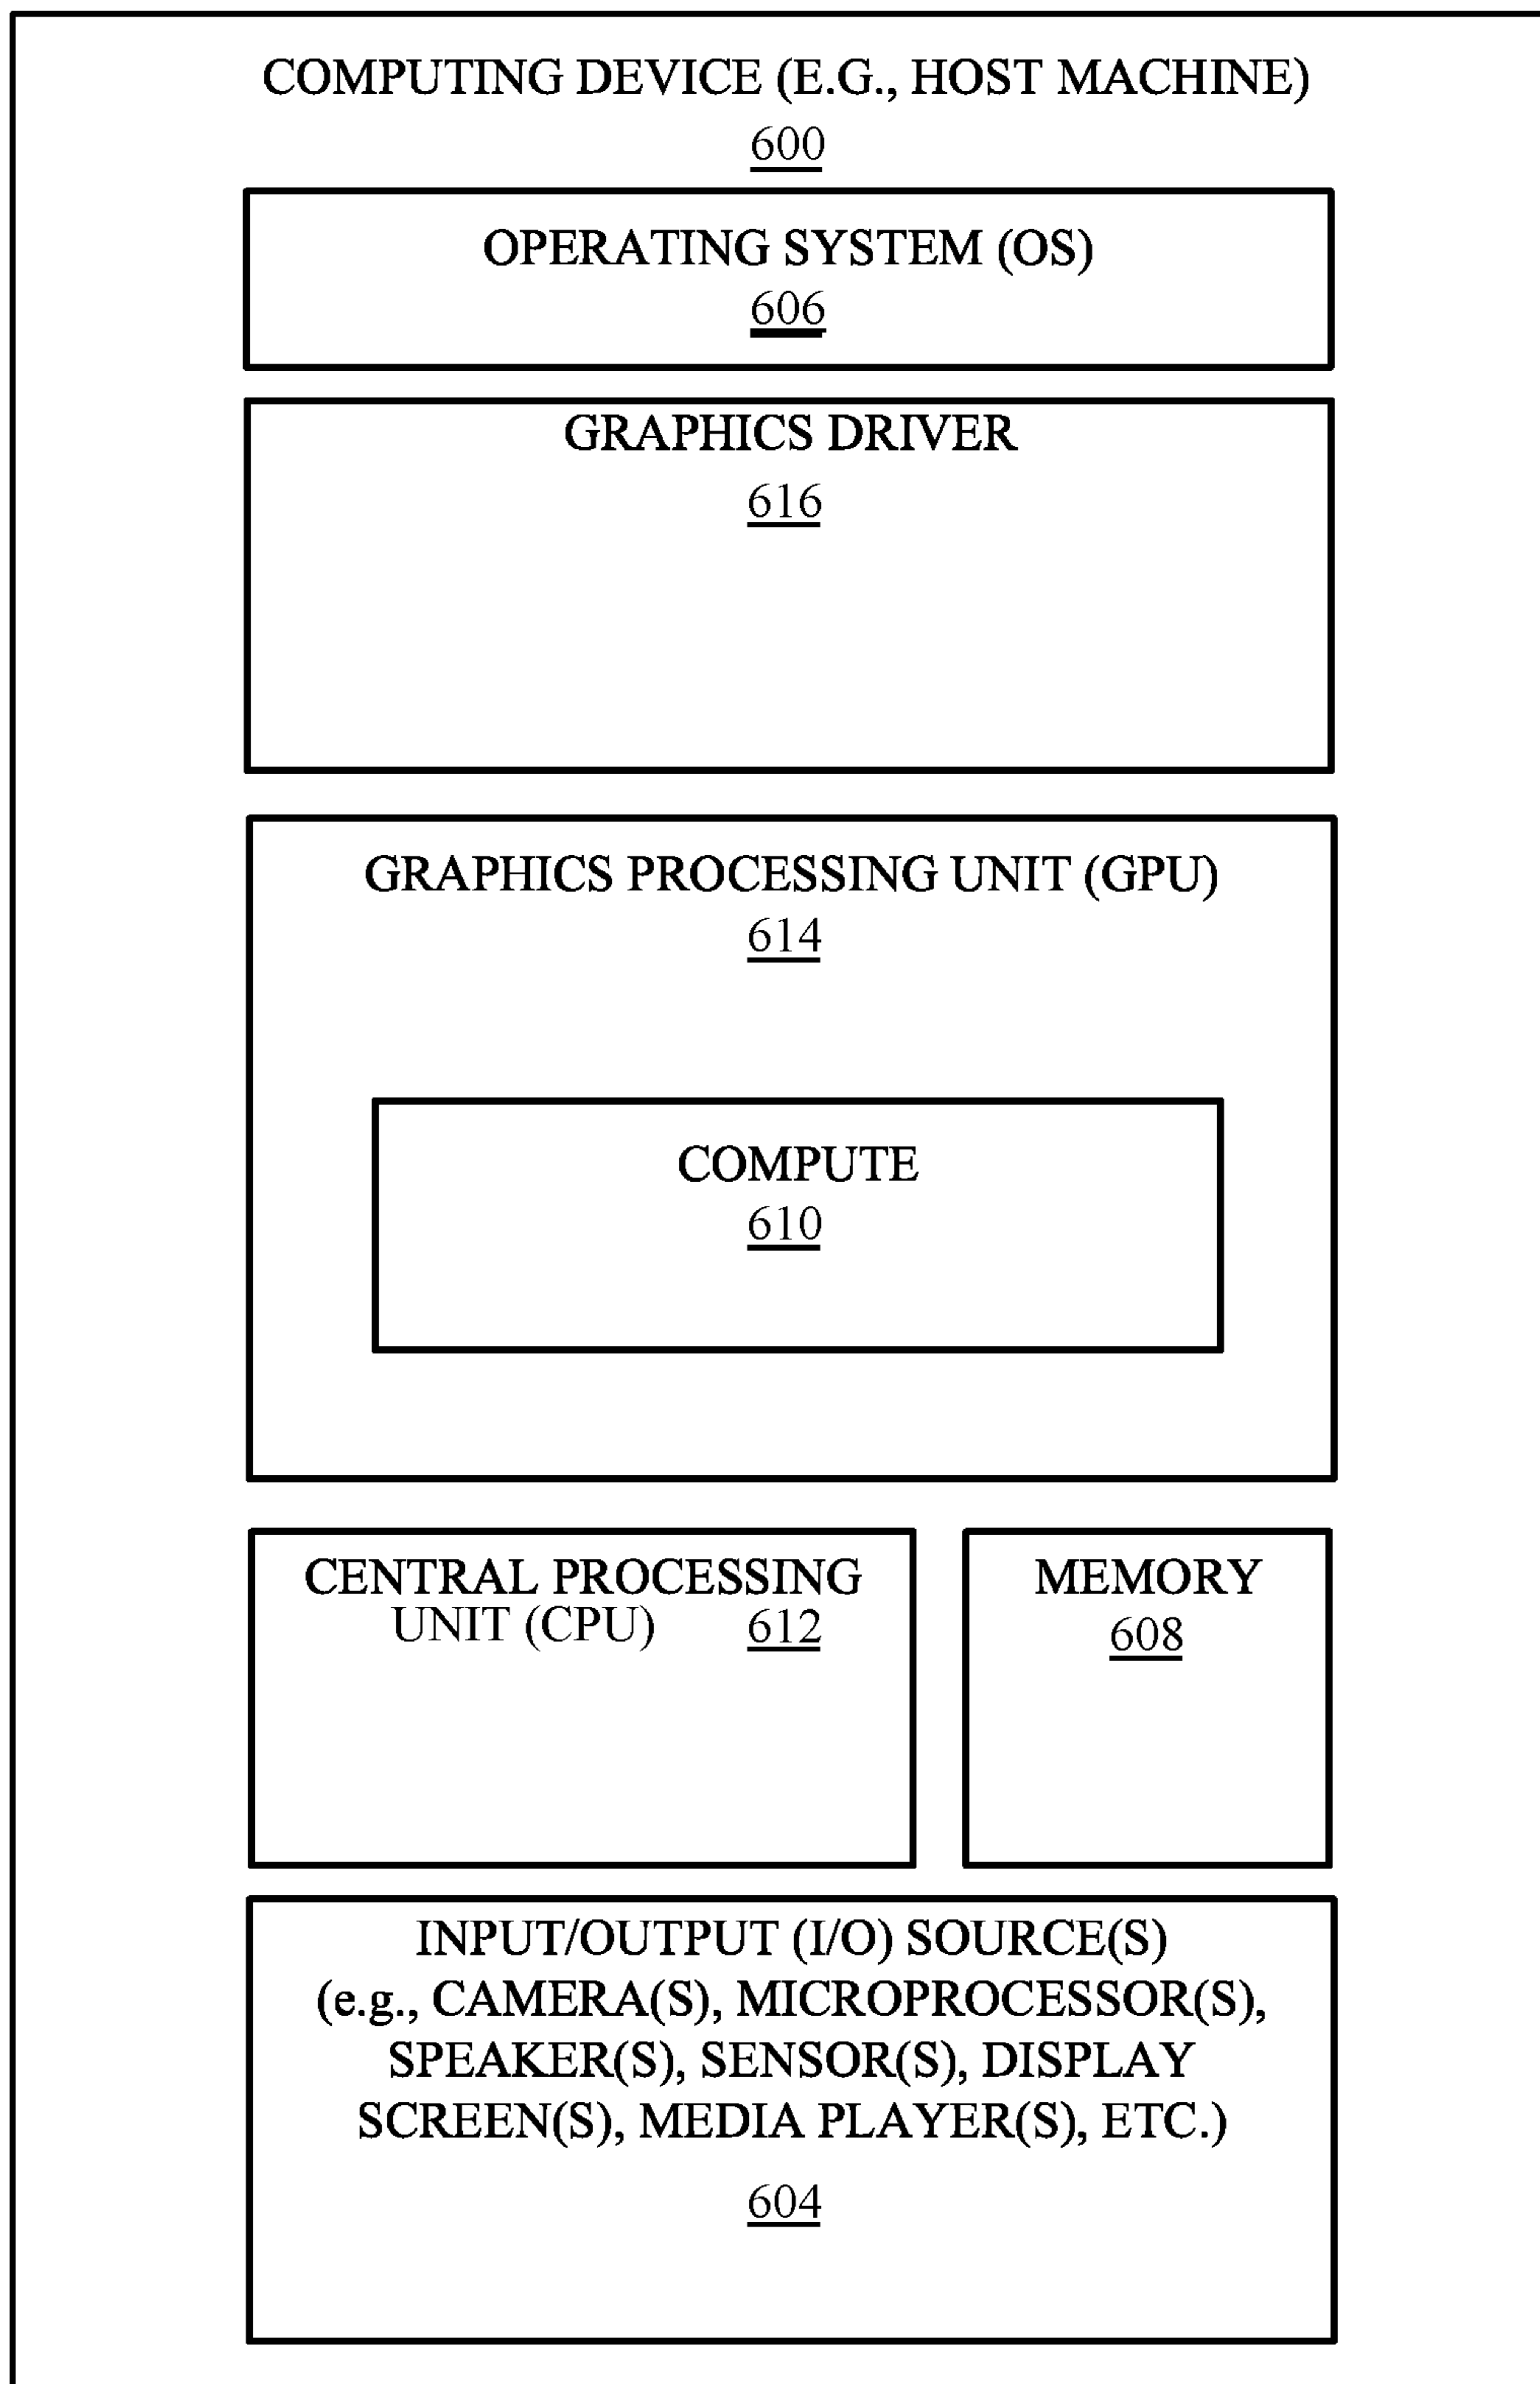 COMPUTING DEVICE (E.G., HOST MACHINE)
600
OPERATING SYSTEM (OS)
606
GRAPHICS DRIVER
616
GRAPHICS PROCESSING UNIT (GPU)
614
COMPUTE
610
CENTRAL PROCESSING
UNIT (CPU) 612
MEMORY
608
INPUT/OUTPUT (I/O) SOURCE(S)
(e.g., CAMERA(S), MICROPROCESSOR(S),
SPEAKER(S), SENSOR(S), DISPLAY
SCREEN(S), MEDIA PLAYER(S), ETC.)
604